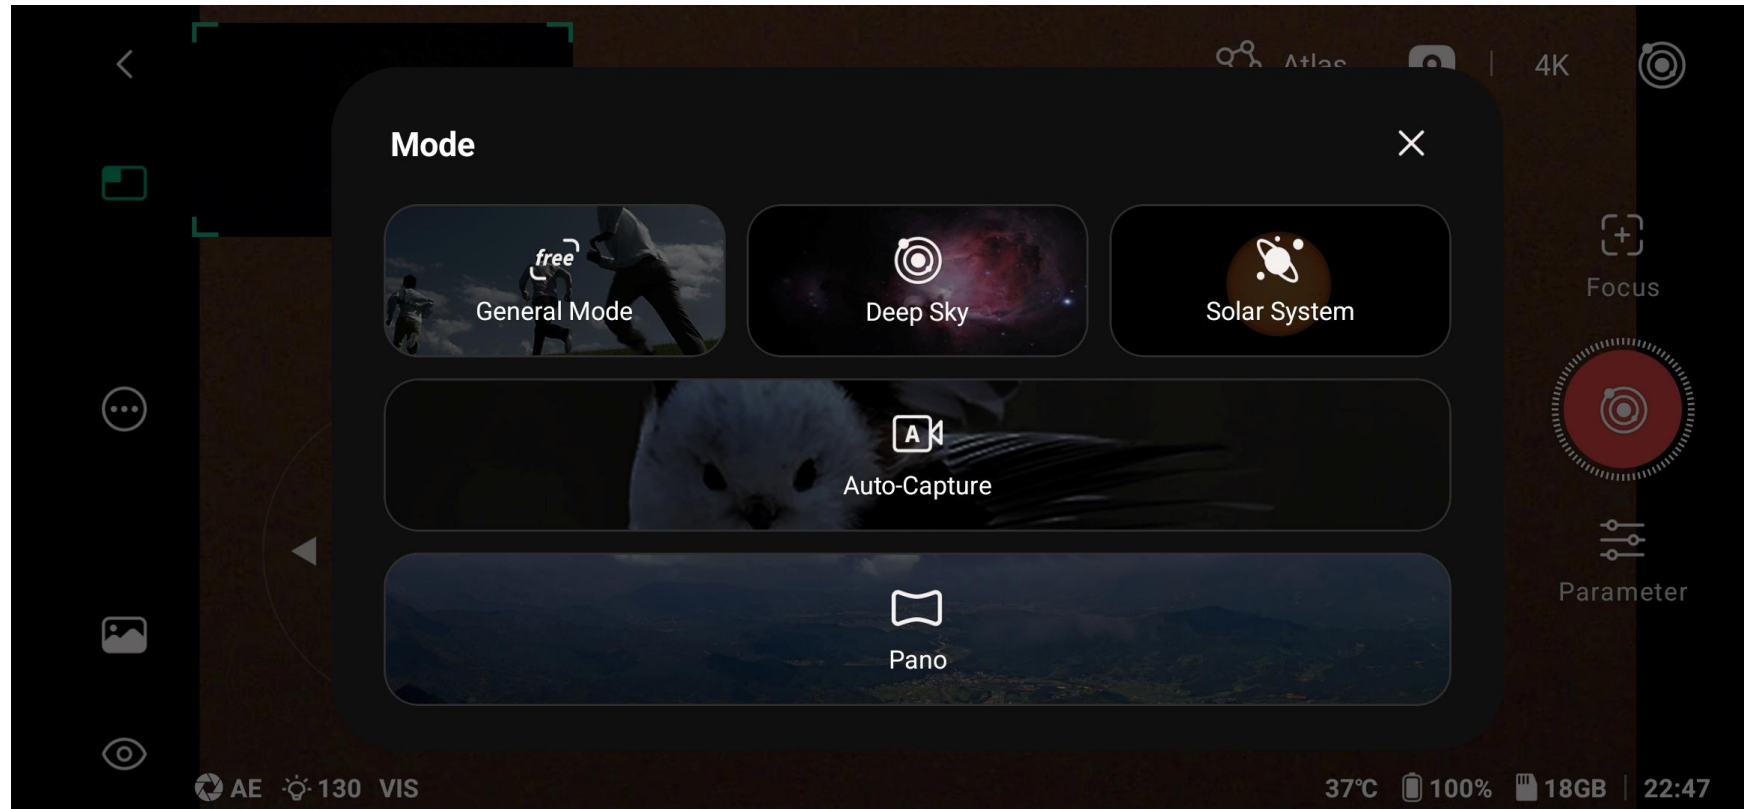 Atlas
4K
Mode
free
General Mode
Deep Sky
Solar System
Focus
A
Auto-Capture
Parameter
Pano
AE 130 VIS
37°C 100% 18GB 22:47